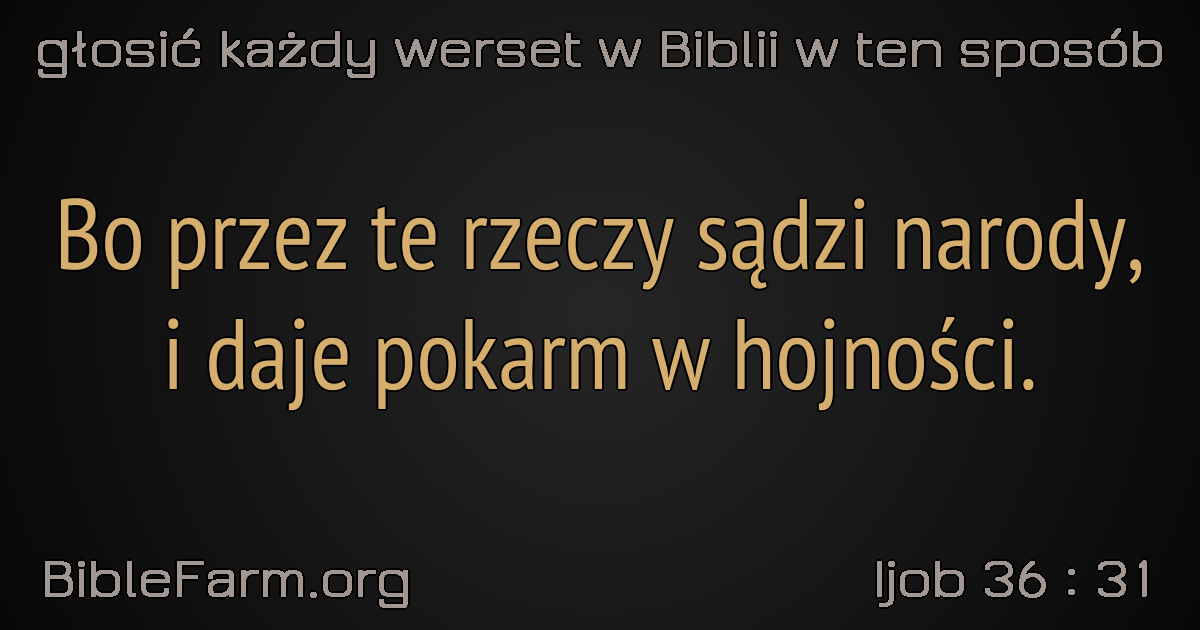 głosić każdy werset w Biblii w ten sposób
Bo przez te rzeczy sądzi narody,
i daje pokarm w hojności.
BibleFarm.org
Ijob 36 : 31